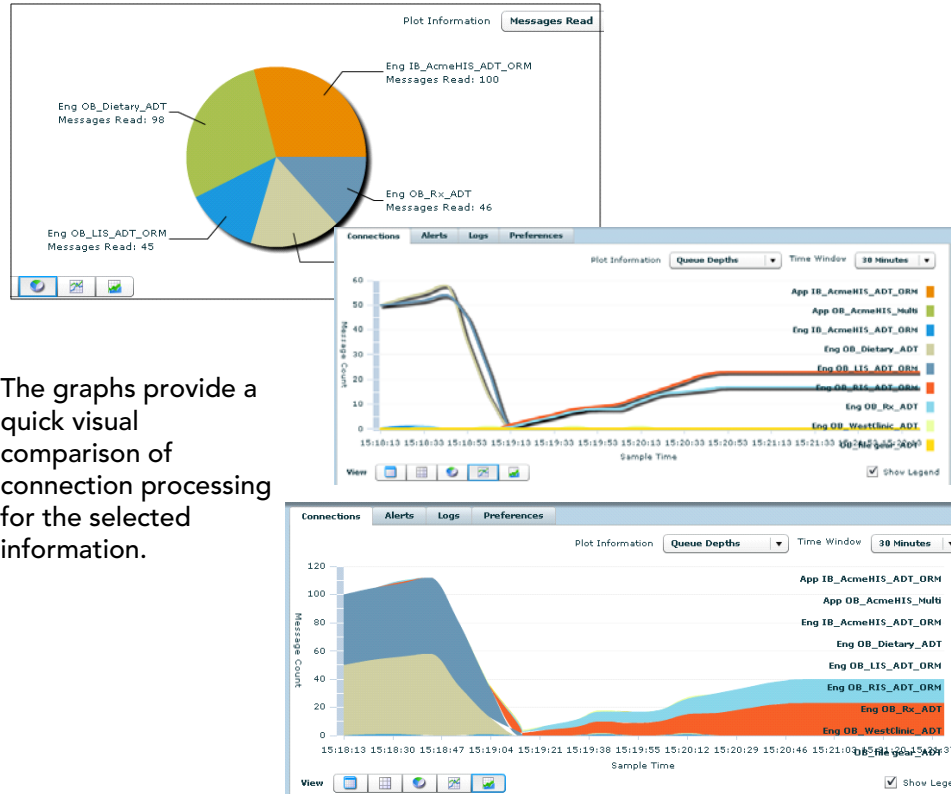 Plot Information Messages Read
Eng IB_AcmeHIS_ADT_ORM
Messages Read: 100
Eng OB_Dietary_ADT
Messages Read: 98
Eng OB_Rx_ADT
Messages Read: 46
Eng OB_LIS_ADT_ORM
Messages Read: 45
Connections Alerts Logs Preferences
Plot Information Queue Depths Time Window 30 Minutes
60
50
40
30
20
10
0
Message Count
App IB_AcmeHIS_ADT_ORM
App OB_AcmeHIS_Multi
Eng IB_AcmeHIS_ADT_ORM
Eng OB_Dietary_ADT
Eng OB_LIS_ADT_ORM
Eng OB_RIS_ADT_ORM
Eng OB_Rx_ADT
Eng OB_WestClinic_ADT
OB_file gear_ADT
15:18:13 15:18:33 15:18:53 15:19:13 15:19:33 15:19:53 15:20:13 15:20:33 15:20:53 15:21:13 15:21:33
Sample Time
View
Show Legend
The graphs provide a
quick visual
comparison of
connection processing
for the selected
information.
Connections Alerts Logs Preferences
Plot Information Queue Depths Time Window 30 Minutes
120
100
80
60
40
20
0
Message Count
App IB_AcmeHIS_ADT_ORM
App OB_AcmeHIS_Multi
Eng IB_AcmeHIS_ADT_ORM
Eng OB_Dietary_ADT
Eng OB_LIS_ADT_ORM
Eng OB_RIS_ADT_ORM
Eng OB_Rx_ADT
Eng OB_WestClinic_ADT
OB_file gear_ADT
15:18:13 15:18:30 15:18:47 15:19:04 15:19:21 15:19:38 15:19:55 15:20:12 15:20:29 15:20:46 15:21:03
Sample Time
View
Show Lege